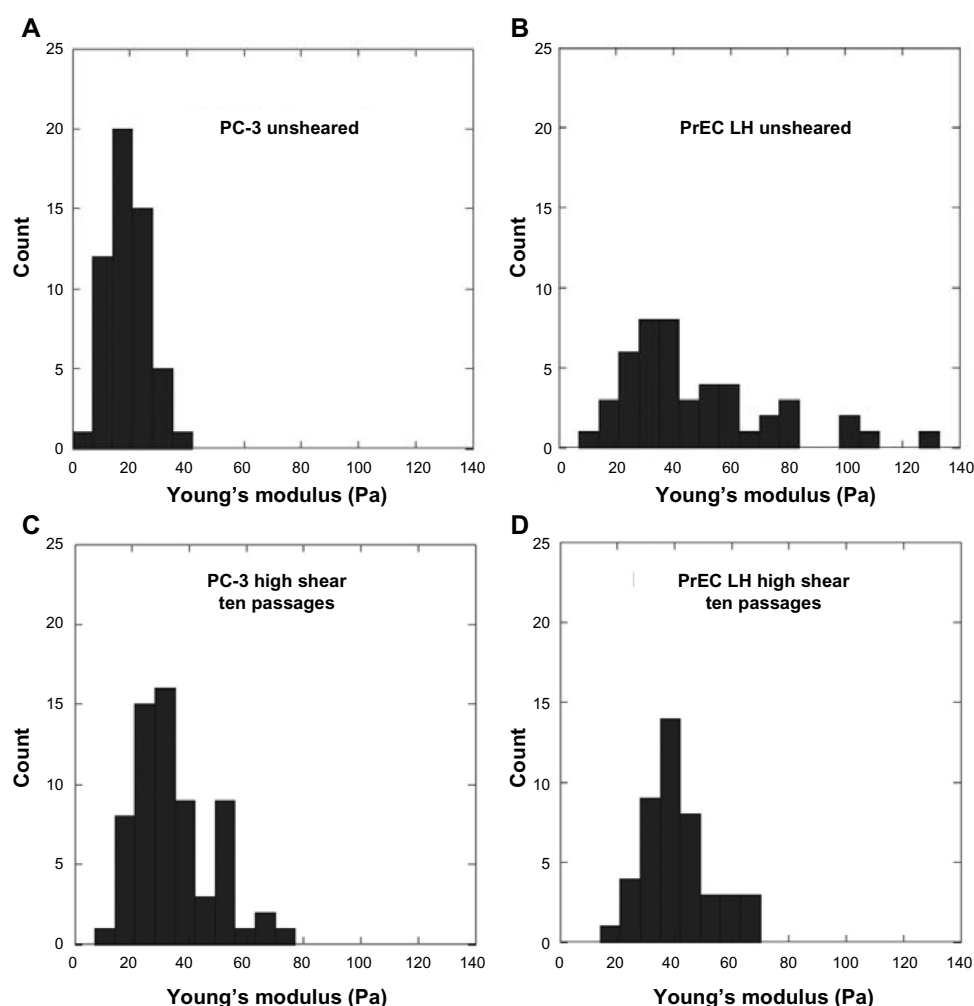 A
B
25
20
15
10
5
0
Count
PC-3 unsheared
0 20 40 60 80 100 120 140
Young's modulus (Pa)
25
20
15
10
5
0
Count
PrEC LH unsheared
0 20 40 60 80 100 120 140
Young's modulus (Pa)
C
D
25
20
15
10
5
0
Count
PC-3 high shear
ten passages
0 20 40 60 80 100 120 140
Young's modulus (Pa)
25
20
15
10
5
0
Count
PrEC LH high shear
ten passages
0 20 40 60 80 100 120 140
Young's modulus (Pa)